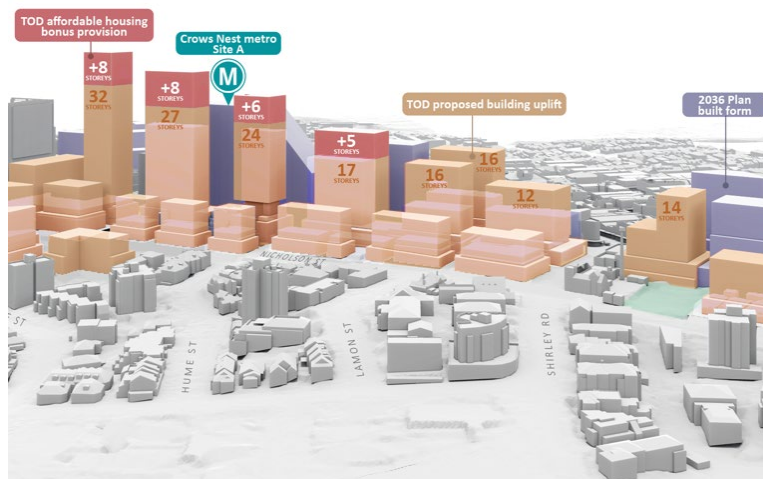 TOD affordable housing
bonus provision
Crows Nest metro
Site A
M
+8
STOREYS
32
STOREYS
+8
STOREYS
27
STOREYS
+6
STOREYS
24
STOREYS
+5
STOREYS
17
STOREYS
TOD proposed building uplift
16
STOREYS
16
STOREYS
12
STOREYS
14
STOREYS
2036 Plan
built form
NICHOLSON ST
HUME ST
LAMON ST
SHIRLEY RD
ST